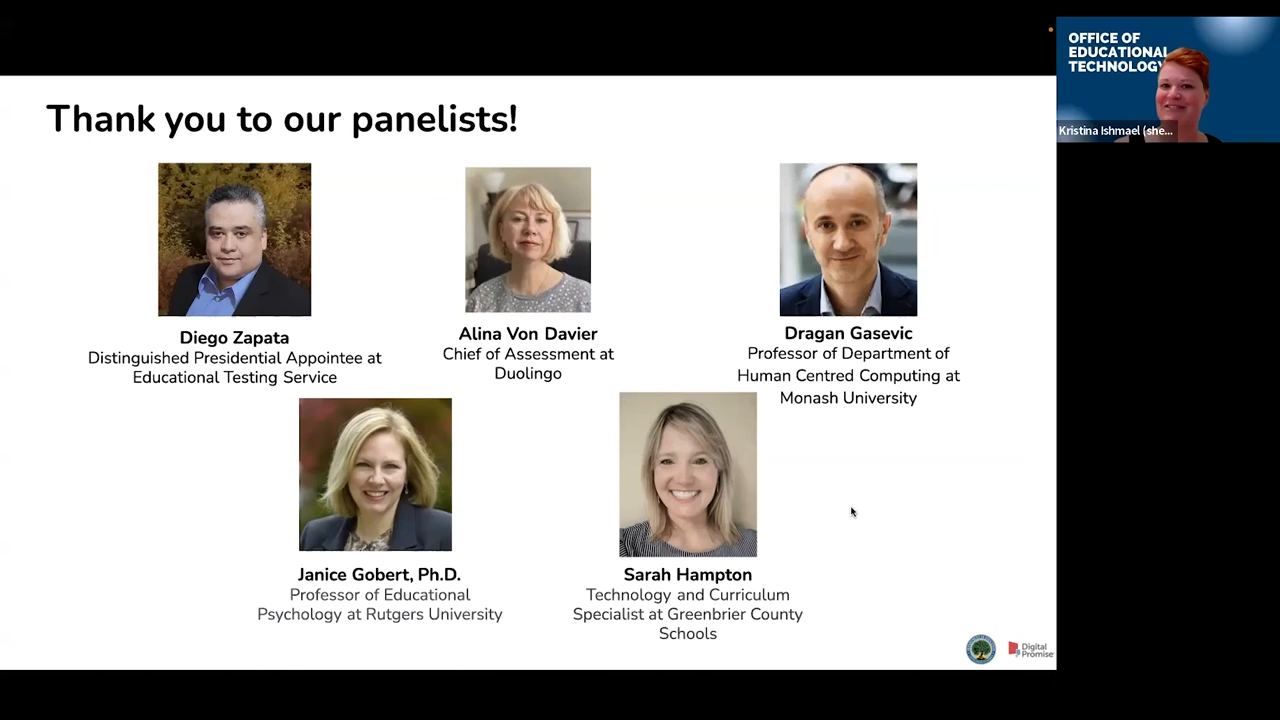 OFFICE OF
EDUCATIONAL
TECHNOLOGY
Kristina Ishmael (she...
Thank you to our panelists!
Diego Zapata
Distinguished Presidential Appointee at
Educational Testing Service
Alina Von Davier
Chief of Assessment at
Duolingo
Dragan Gasevic
Professor of Department of
Human Centred Computing at
Monash University
Janice Gobert, Ph.D.
Professor of Educational
Psychology at Rutgers University
Sarah Hampton
Technology and Curriculum
Specialist at Greenbrier County
Schools
Digital
Promise